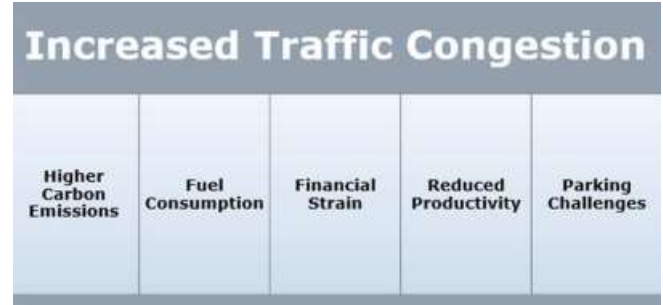 Increased Traffic Congestion
Higher
Carbon
Emissions
Fuel
Consumption
Financial
Strain
Reduced
Productivity
Parking
Challenges